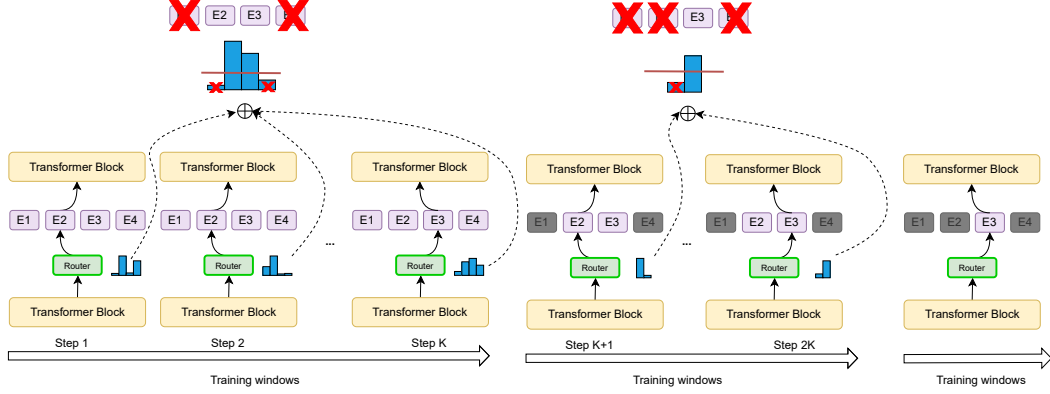 E2 E3
E3
Transformer Block Transformer Block Transformer Block Transformer Block Transformer Block Transformer Block
E1 E2 E3 E4 E1 E2 E3 E4 E1 E2 E3 E4 E1 E2 E3 E4 E1 E2 E3 E4 E1 E2 E3 E4
... ...
Router Router Router Router Router Router
Transformer Block Transformer Block Transformer Block Transformer Block Transformer Block Transformer Block
Step 1 Step 2 Step K Step K+1 Step 2K
Training windows Training windows Training windows